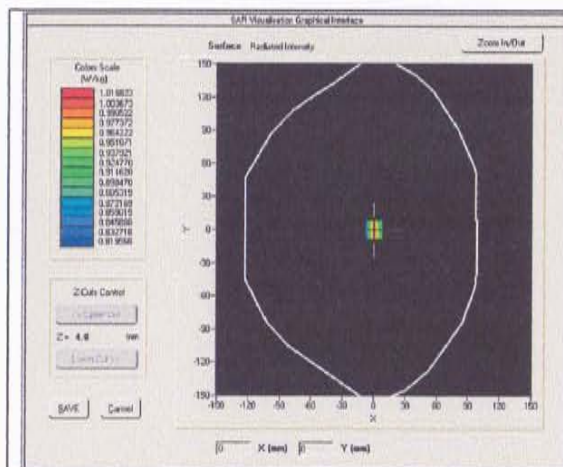 SAR Visualisation Graphical Interface
Surface Radiated Intensity
Zoom In/Out
Colors Scale
(W/kg)
1.016823
1.003673
0.990522
0.977372
0.964222
0.951071
0.937921
0.924770
0.911620
0.898470
0.885319
0.872169
0.859019
0.845868
0.832718
0.819568
150
120
90
60
30
0
-30
-60
-90
-120
-150
Y
-150 -120 -90 -60 -30 0 30 60 90 120 150
X
Z-Cuts Control
Z = 4.0 mm
SAVE
Cancel
0 X (mm) 0 Y (mm)